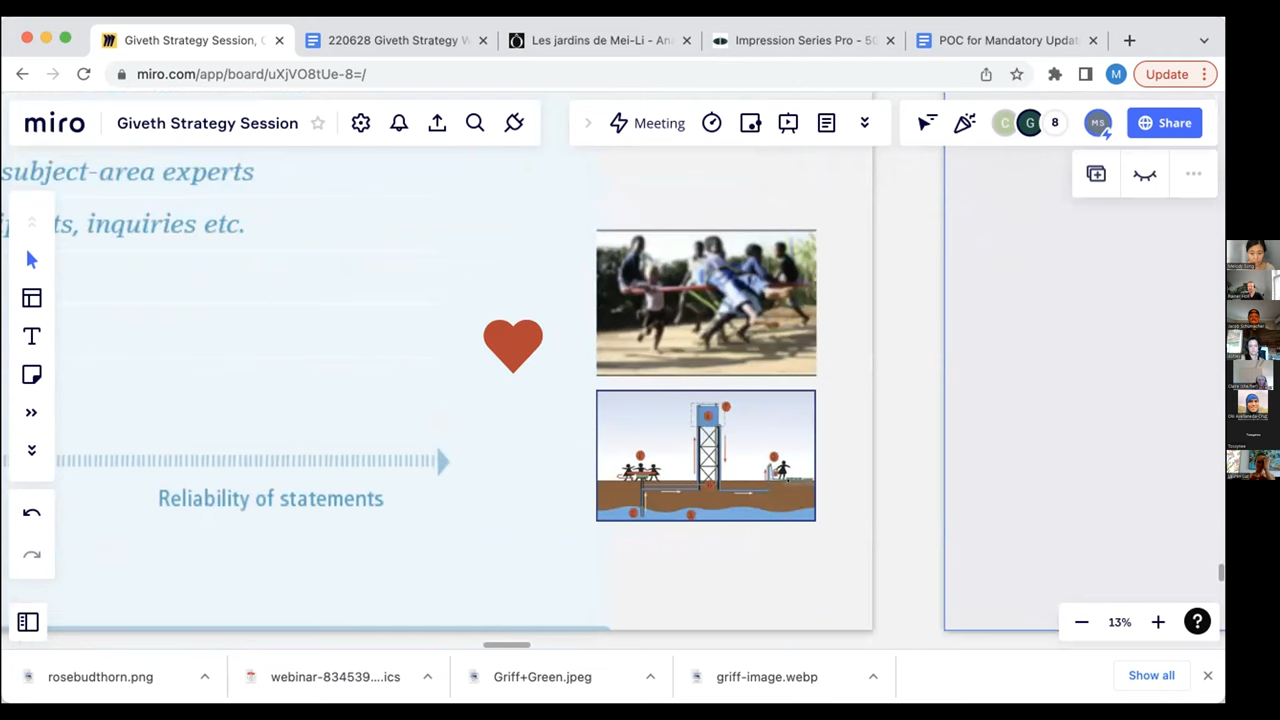 Giveth Strategy Session, 
220628 Giveth Strategy W
Les jardins de Mei-Li - An
Impression Series Pro - 50
POC for Mandatory Updat
miro.com/app/board/uXjVO8tUe-8=/
M
Update
miro
Giveth Strategy Session
Meeting
C
G
8
MS
Share
subject-area experts
ts, inquiries etc.
Reliability of statements
13%
rosebudthorn.png
webinar-834539....ics
Griff+Green.jpeg
griff-image.webp
Show all